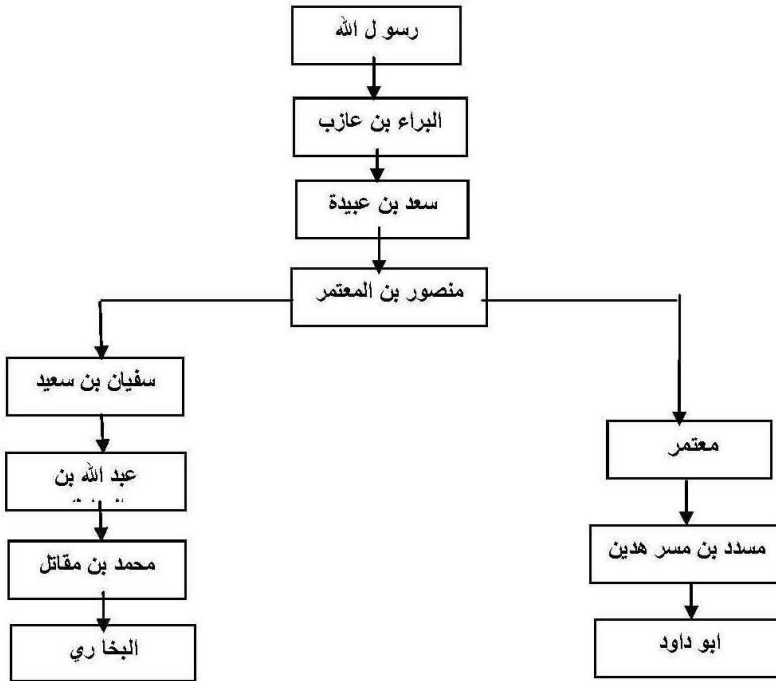 رسو ل الله
البراء بن عازب
سعد بن عبيدة
منصور بن المعتمر
سفيان بن سعيد
عبد الله بن
محمد بن مقاتل
البخا ري
معتمر
مسدد بن مسر هدين
ابو داود